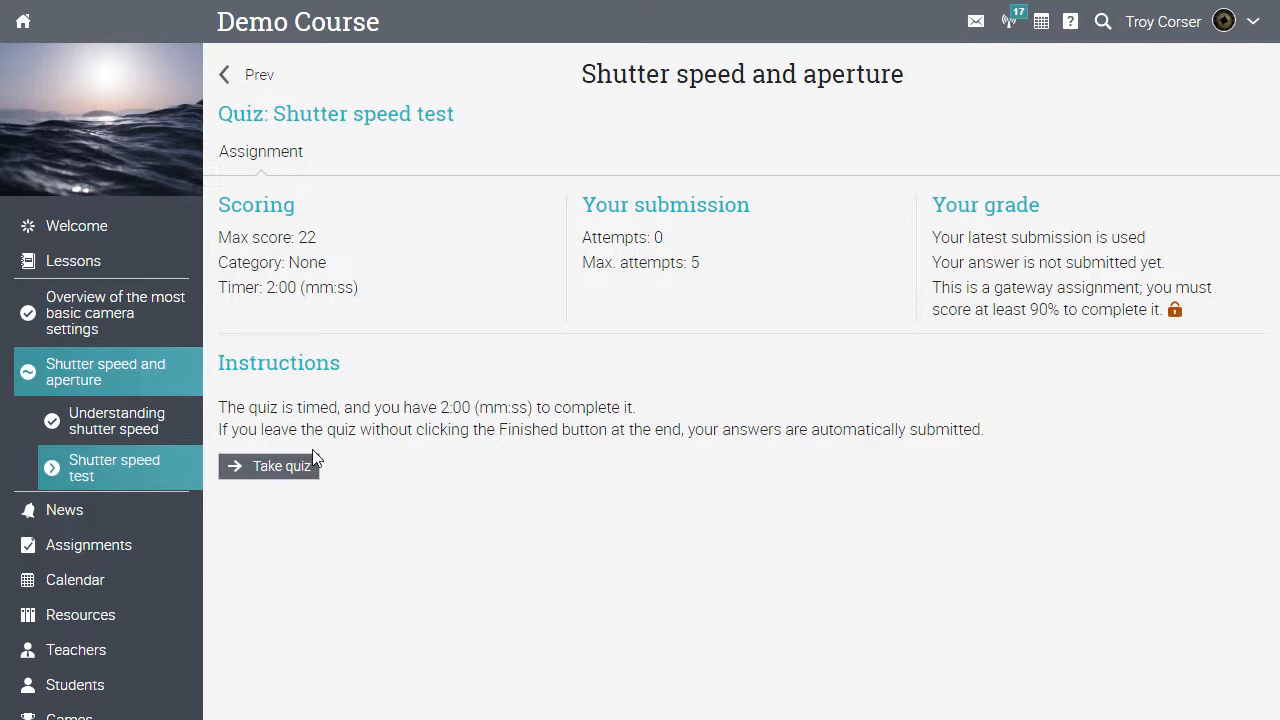 Demo Course
17
?
Troy Corser
Prev
Shutter speed and aperture
Quiz: Shutter speed test
Assignment
Scoring
Max score: 22
Category: None
Timer: 2:00 (mm:ss)
Your submission
Attempts: 0
Max. attempts: 5
Your grade
Your latest submission is used
Your answer is not submitted yet.
This is a gateway assignment; you must
score at least 90% to complete it.
Instructions
The quiz is timed, and you have 2:00 (mm:ss) to complete it.
If you leave the quiz without clicking the Finished button at the end, your answers are automatically submitted.
Take quiz
Welcome
Lessons
Overview of the most
basic camera
settings
Shutter speed and
aperture
Understanding
shutter speed
Shutter speed
test
News
Assignments
Calendar
Resources
Teachers
Students
Games